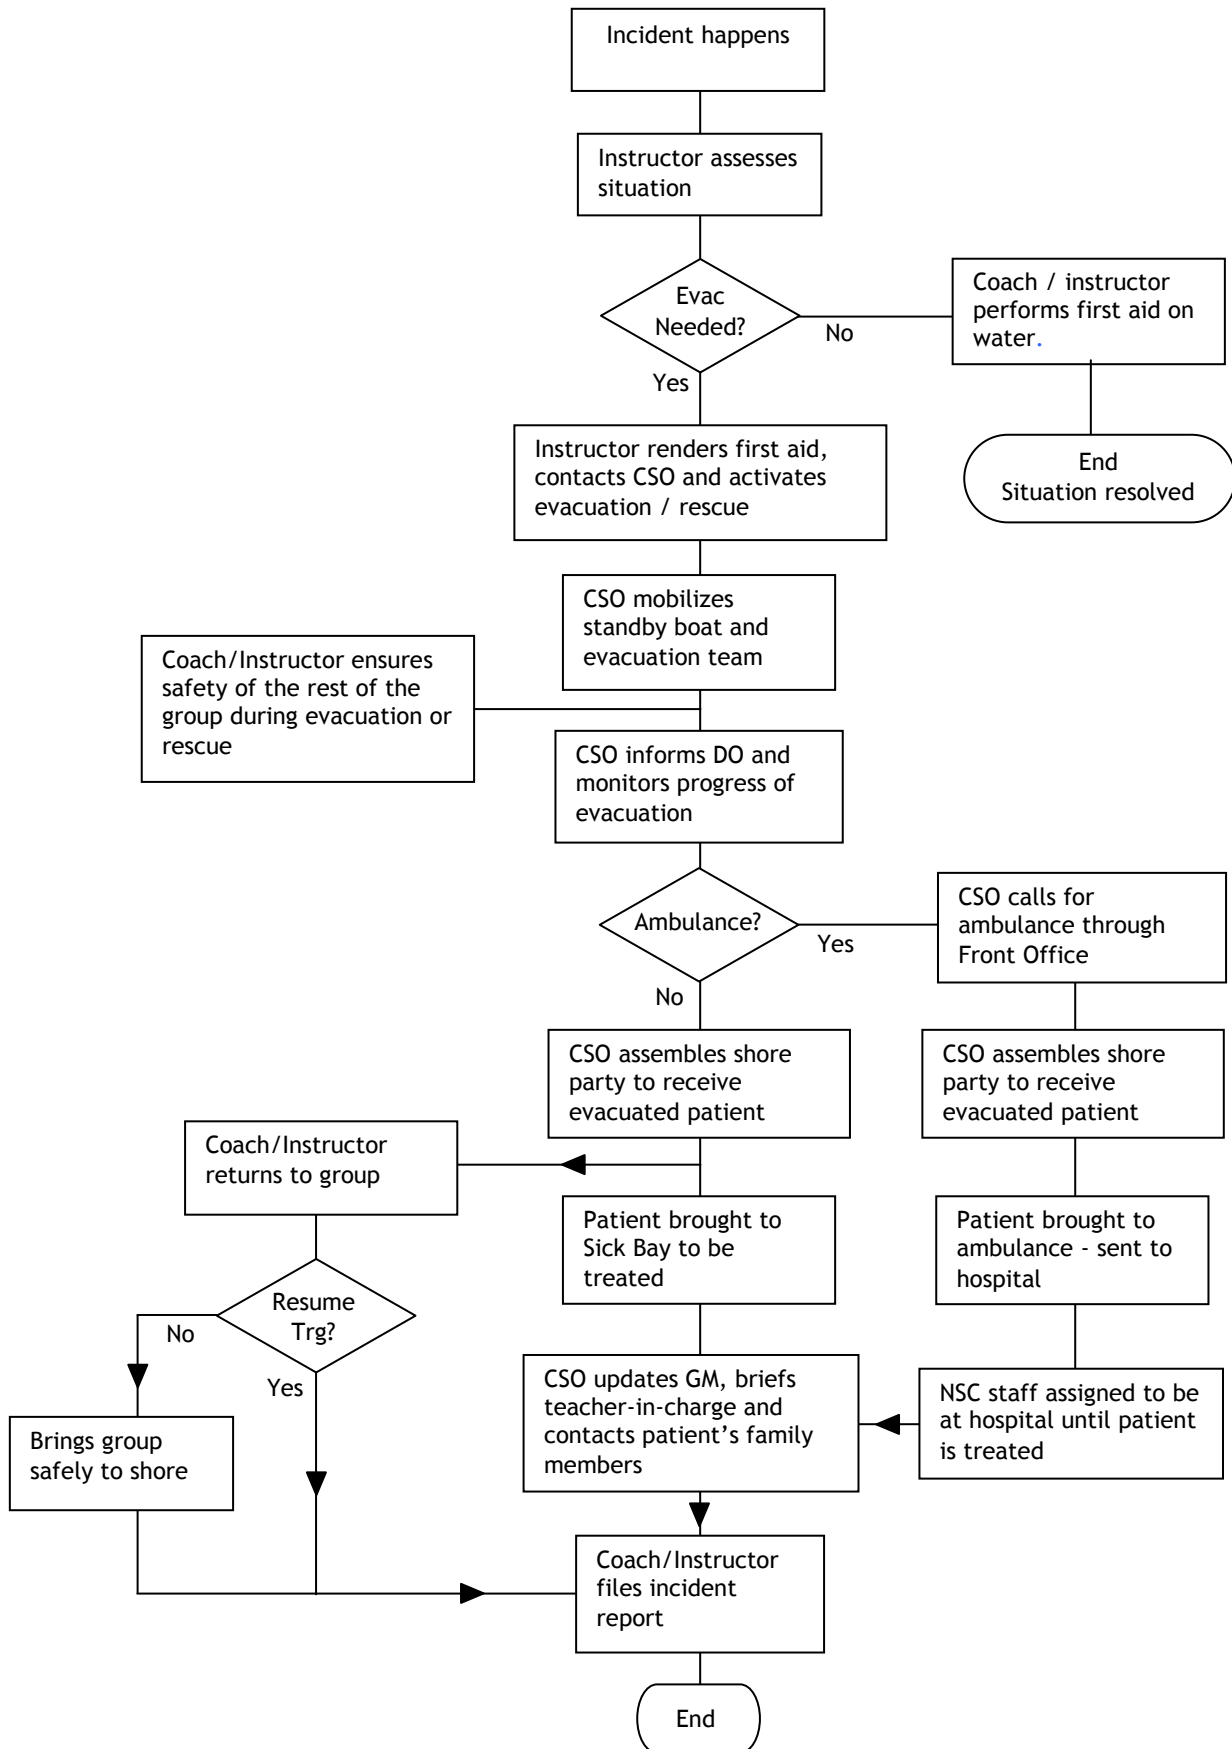 Incident happens
Instructor assesses
situation
Evac
Needed?
No
Yes
Coach / instructor
performs first aid on
water.
End
Situation resolved
Instructor renders first aid,
contacts CSO and activates
evacuation / rescue
CSO mobilizes
standby boat and
evacuation team
Coach/Instructor ensures
safety of the rest of the
group during evacuation or
rescue
CSO informs DO and
monitors progress of
evacuation
Ambulance?
Yes
No
CSO calls for
ambulance through
Front Office
CSO assembles shore
party to receive
evacuated patient
CSO assembles shore
party to receive
evacuated patient
Coach/Instructor
returns to group
Patient brought to
Sick Bay to be
treated
Patient brought to
ambulance - sent to
hospital
Resume
Trg?
No
Yes
CSO updates GM, briefs
teacher-in-charge and
contacts patient’s family
members
NSC staff assigned to be
at hospital until patient
is treated
Brings group
safely to shore
Coach/Instructor
files incident
report
End